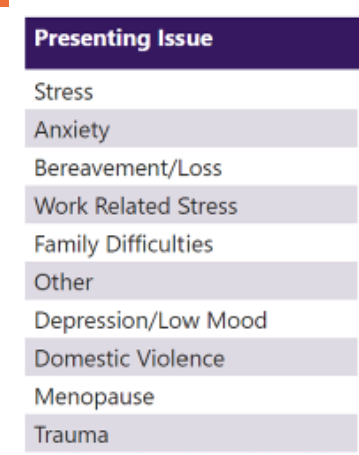 Presenting Issue
Stress
Anxiety
Bereavement/Loss
Work Related Stress
Family Difficulties
Other
Depression/Low Mood
Domestic Violence
Menopause
Trauma